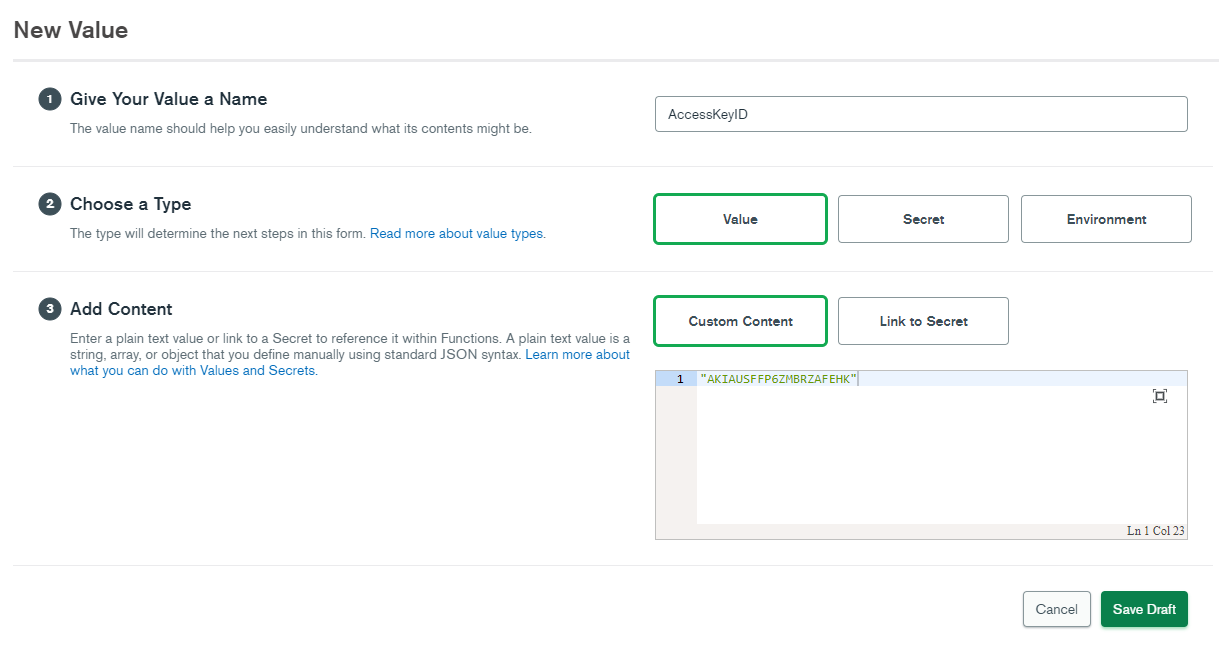 New Value
1 Give Your Value a Name
The value name should help you easily understand what its contents might be.
AccessKeyID
2 Choose a Type
The type will determine the next steps in this form. Read more about value types.
Value
Secret
Environment
3 Add Content
Enter a plain text value or link to a Secret to reference it within Functions. A plain text value is a
string, array, or object that you define manually using standard JSON syntax. Learn more about
what you can do with Values and Secrets.
Custom Content
Link to Secret
1 "AKIAUSFFP6ZMBRZAFEHK"
Ln 1 Col 23
Cancel
Save Draft